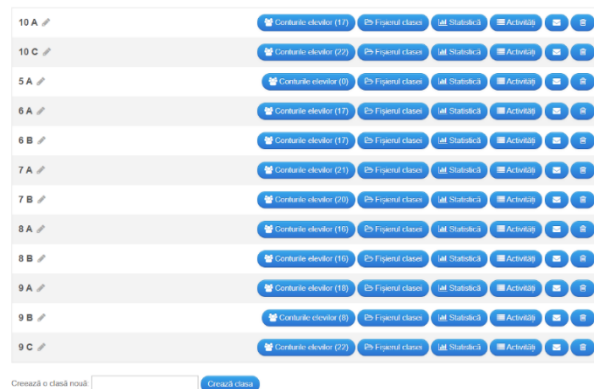 10 A Conturile elevilor (17) Fișierul clasei Statistică Activități
10 C Conturile elevilor (22) Fișierul clasei Statistică Activități
5 A Conturile elevilor (0) Fișierul clasei Statistică Activități
6 A Conturile elevilor (17) Fișierul clasei Statistică Activități
6 B Conturile elevilor (17) Fișierul clasei Statistică Activități
7 A Conturile elevilor (21) Fișierul clasei Statistică Activități
7 B Conturile elevilor (20) Fișierul clasei Statistică Activități
8 A Conturile elevilor (16) Fișierul clasei Statistică Activități
8 B Conturile elevilor (16) Fișierul clasei Statistică Activități
9 A Conturile elevilor (18) Fișierul clasei Statistică Activități
9 B Conturile elevilor (8) Fișierul clasei Statistică Activități
9 C Conturile elevilor (22) Fișierul clasei Statistică Activități
Creează o clasă nouă: Crează clasa